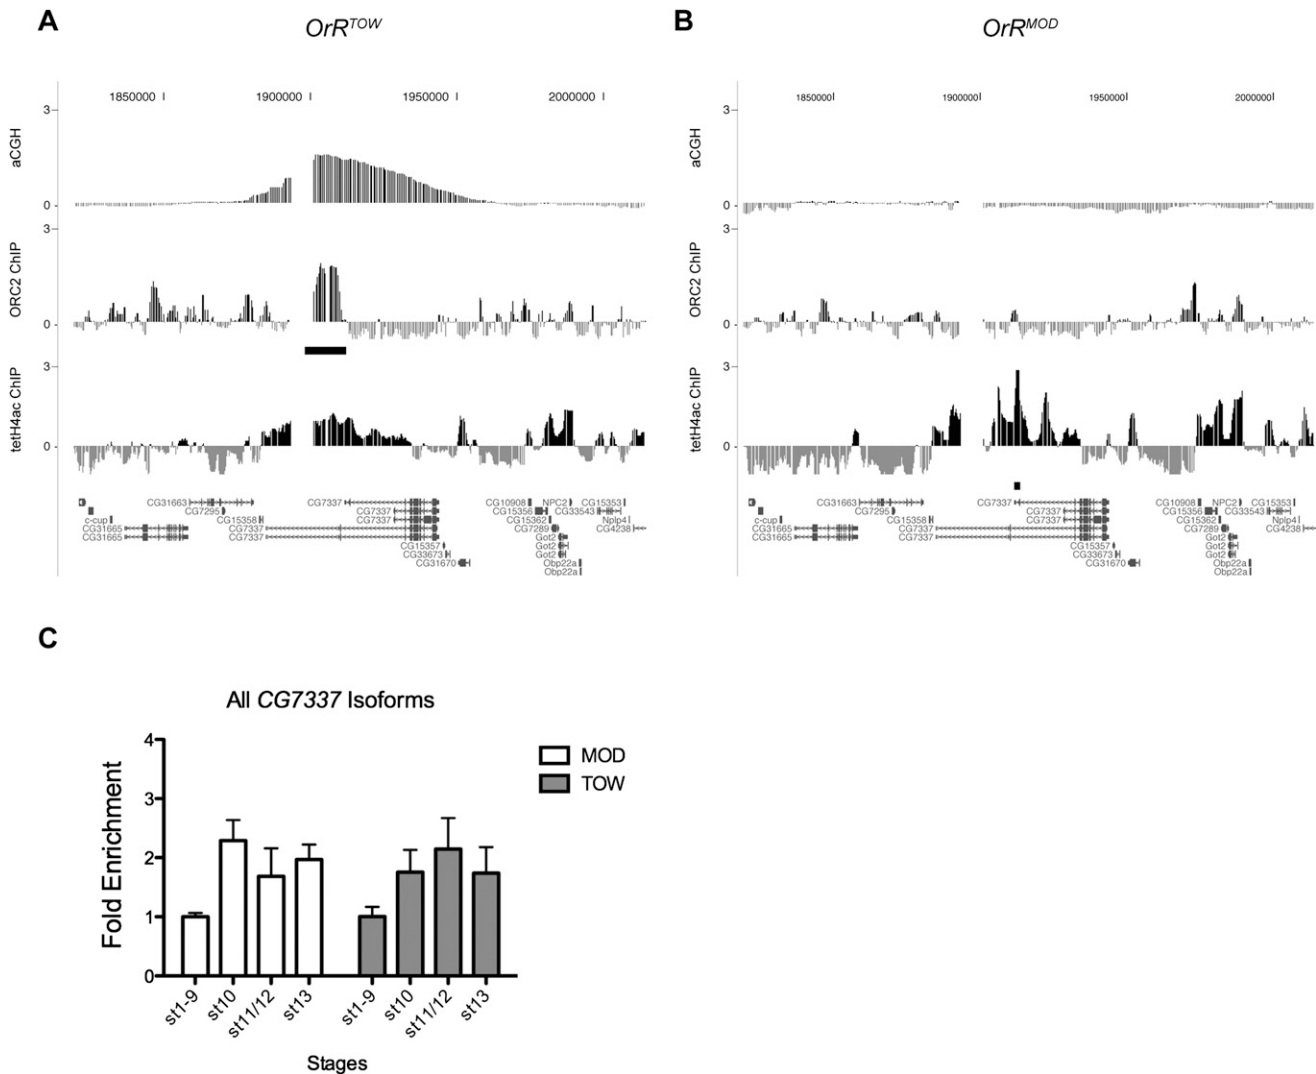 A
OrR^TOW
B
OrR^MOD
1850000 1900000 1950000 2000000
3
aCGH
0
3
ORC2 ChIP
0
3
tetH4ac ChIP
0
CG31663 CG7337 CG10908 NPC2 CG15353
CG7295 CG7337 CG15356 CG33543
c-cup CG15358 CG7337 CG15362 Nplp4
CG31665 CG7337 CG7289 CG4238
CG31665 CG7337 Got2
CG15357 Got2
CG33673 Got2
CG31670 Obp22a
Obp22a
1850000 1900000 1950000 2000000
3
aCGH
0
3
ORC2 ChIP
0
3
tetH4ac ChIP
0
CG31663 CG7337 CG10908 NPC2 CG15353
CG7295 CG7337 CG15356 CG33543
c-cup CG15358 CG7337 CG15362 Nplp4
CG31665 CG7337 CG7289 CG4238
CG31665 CG7337 Got2
CG15357 Got2
CG33673 Got2
CG31670 Obp22a
Obp22a
C
All CG7337 Isoforms
4
3
2
1
0
Fold Enrichment
MOD
TOW
st1-9 st10 st11/12 st13 st1-9 st10 st11/12 st13
Stages